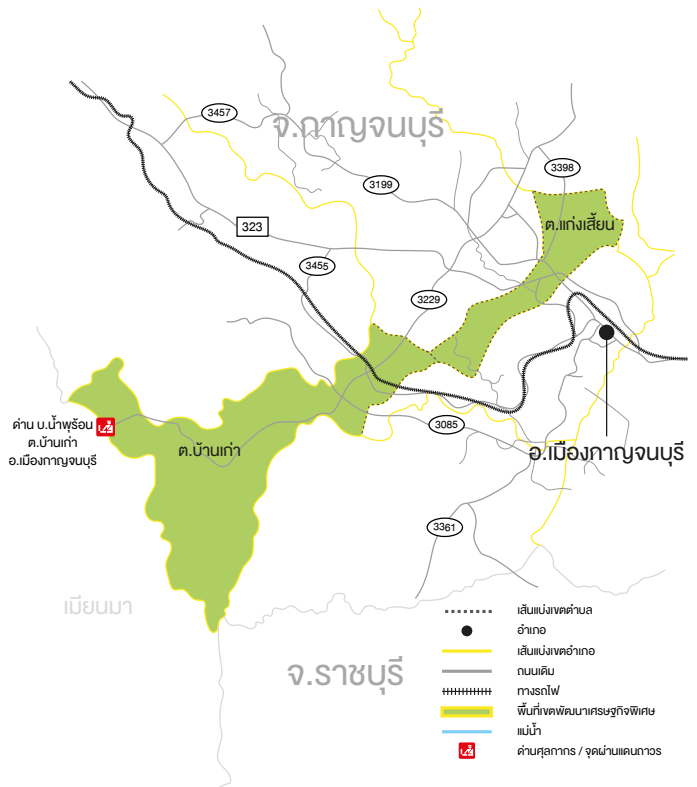 3457
จ.กาญจนบุรี
3199
3398
323
ต.แก่งเสี้ยน
3455
3229
ด่าน บ.น้ำพุร้อน
ต.บ้านเก่า
อ.เมืองกาญจนบุรี
ต.บ้านเก่า
3085
อ.เมืองกาญจนบุรี
3361
เมียนมา
จ.ราชบุรี
เส้นแบ่งเขตตำบล
อำเภอ
เส้นแบ่งเขตอำเภอ
ถนนเดิม
ทางรถไฟ
พื้นที่เขตพัฒนาเศรษฐกิจพิเศษ
แม่น้ำ
ด่านศุลกากร / จุดผ่านแดนถาวร